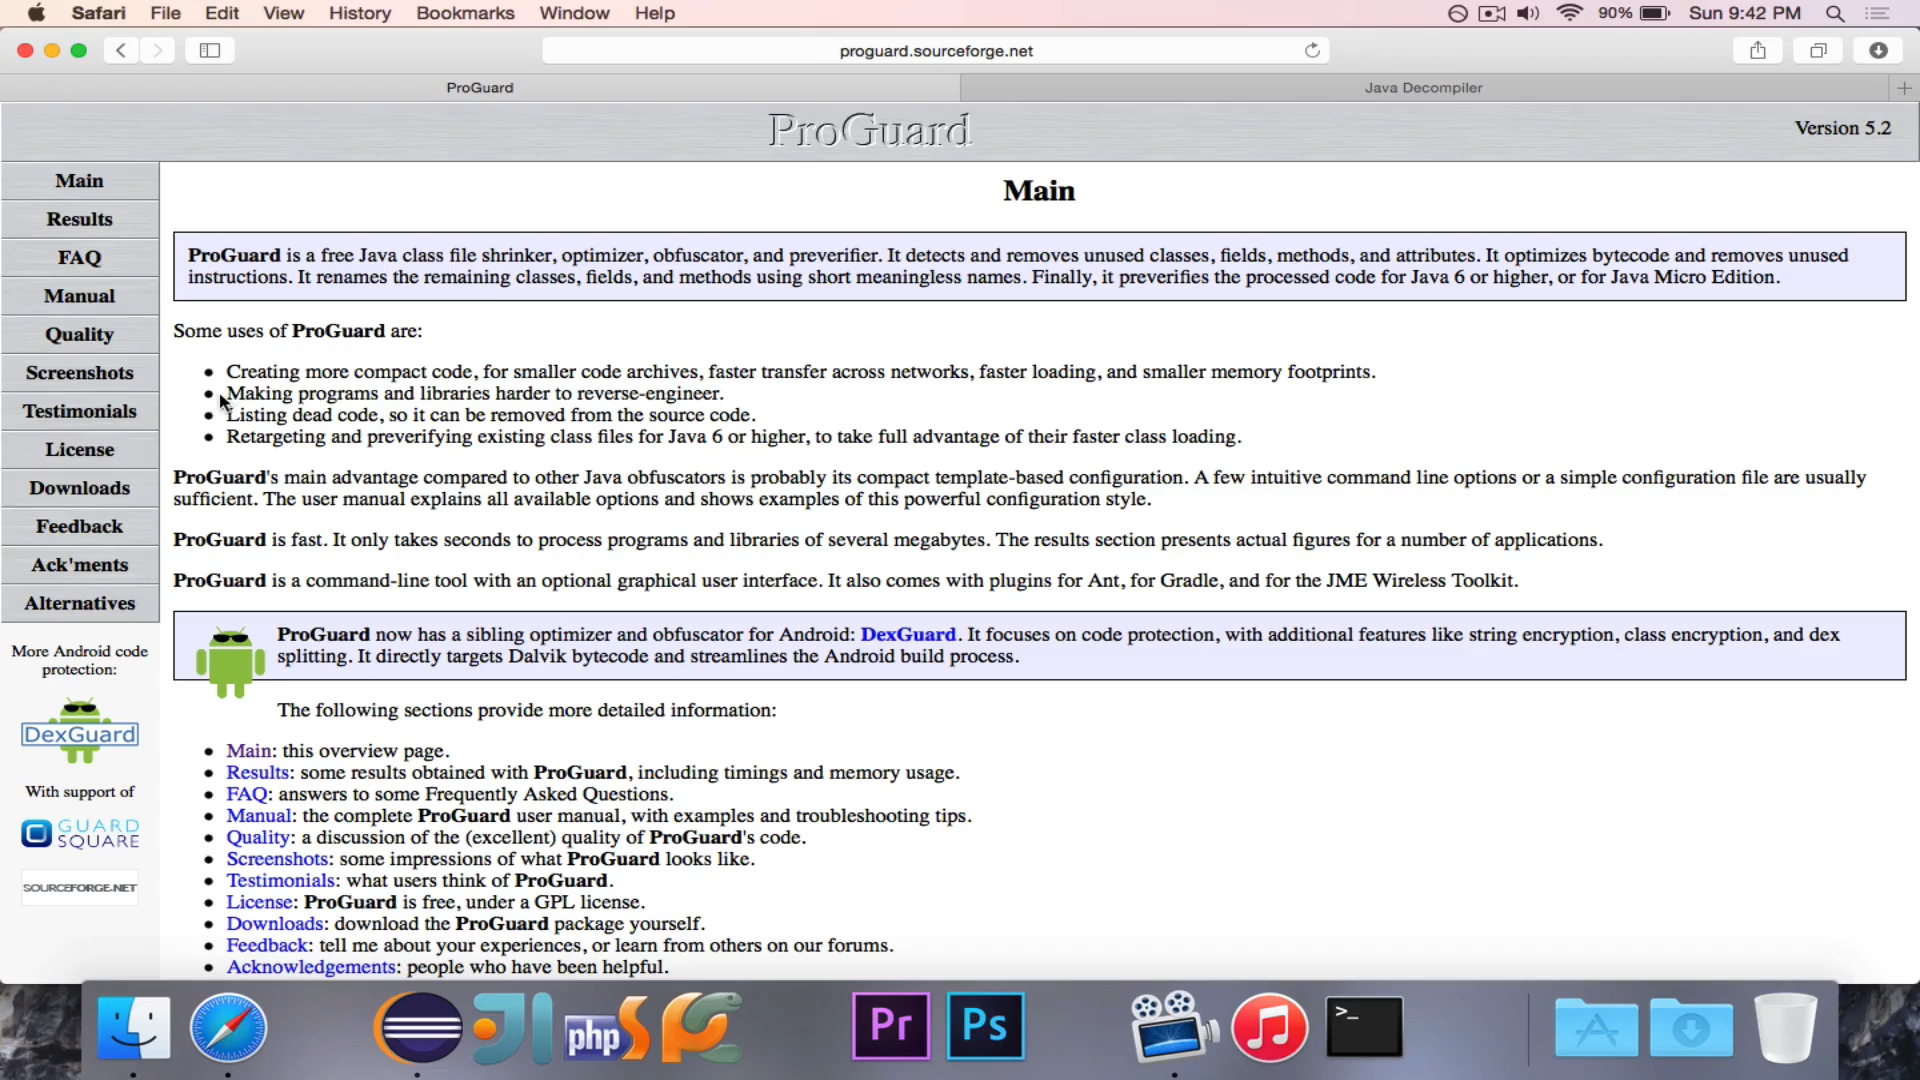 Safari File Edit View History Bookmarks Window Help 90% Sun 9:42 PM
proguard.sourceforge.net
ProGuard Java Decompiler
ProGuard
Version 5.2
Main
Results
FAQ
Manual
Quality
Screenshots
Testimonials
License
Downloads
Feedback
Ack'ments
Alternatives
More Android code
protection:
DexGuard
With support of
GUARD
SQUARE
SOURCEFORGE.NET
Main
ProGuard is a free Java class file shrinker, optimizer, obfuscator, and preverifier. It detects and removes unused classes, fields, methods, and attributes. It optimizes bytecode and removes unused
instructions. It renames the remaining classes, fields, and methods using short meaningless names. Finally, it preverifies the processed code for Java 6 or higher, or for Java Micro Edition.
Some uses of ProGuard are:
Creating more compact code, for smaller code archives, faster transfer across networks, faster loading, and smaller memory footprints.
Making programs and libraries harder to reverse-engineer.
Listing dead code, so it can be removed from the source code.
Retargeting and preverifying existing class files for Java 6 or higher, to take full advantage of their faster class loading.
ProGuard's main advantage compared to other Java obfuscators is probably its compact template-based configuration. A few intuitive command line options or a simple configuration file are usually
sufficient. The user manual explains all available options and shows examples of this powerful configuration style.
ProGuard is fast. It only takes seconds to process programs and libraries of several megabytes. The results section presents actual figures for a number of applications.
ProGuard is a command-line tool with an optional graphical user interface. It also comes with plugins for Ant, for Gradle, and for the JME Wireless Toolkit.
ProGuard now has a sibling optimizer and obfuscator for Android: DexGuard. It focuses on code protection, with additional features like string encryption, class encryption, and dex
splitting. It directly targets Dalvik bytecode and streamlines the Android build process.
The following sections provide more detailed information:
Main: this overview page.
Results: some results obtained with ProGuard, including timings and memory usage.
FAQ: answers to some Frequently Asked Questions.
Manual: the complete ProGuard user manual, with examples and troubleshooting tips.
Quality: a discussion of the (excellent) quality of ProGuard's code.
Screenshots: some impressions of what ProGuard looks like.
Testimonials: what users think of ProGuard.
License: ProGuard is free, under a GPL license.
Downloads: download the ProGuard package yourself.
Feedback: tell me about your experiences, or learn from others on our forums.
Acknowledgements: people who have been helpful.
JI php S PC Pr Ps >_